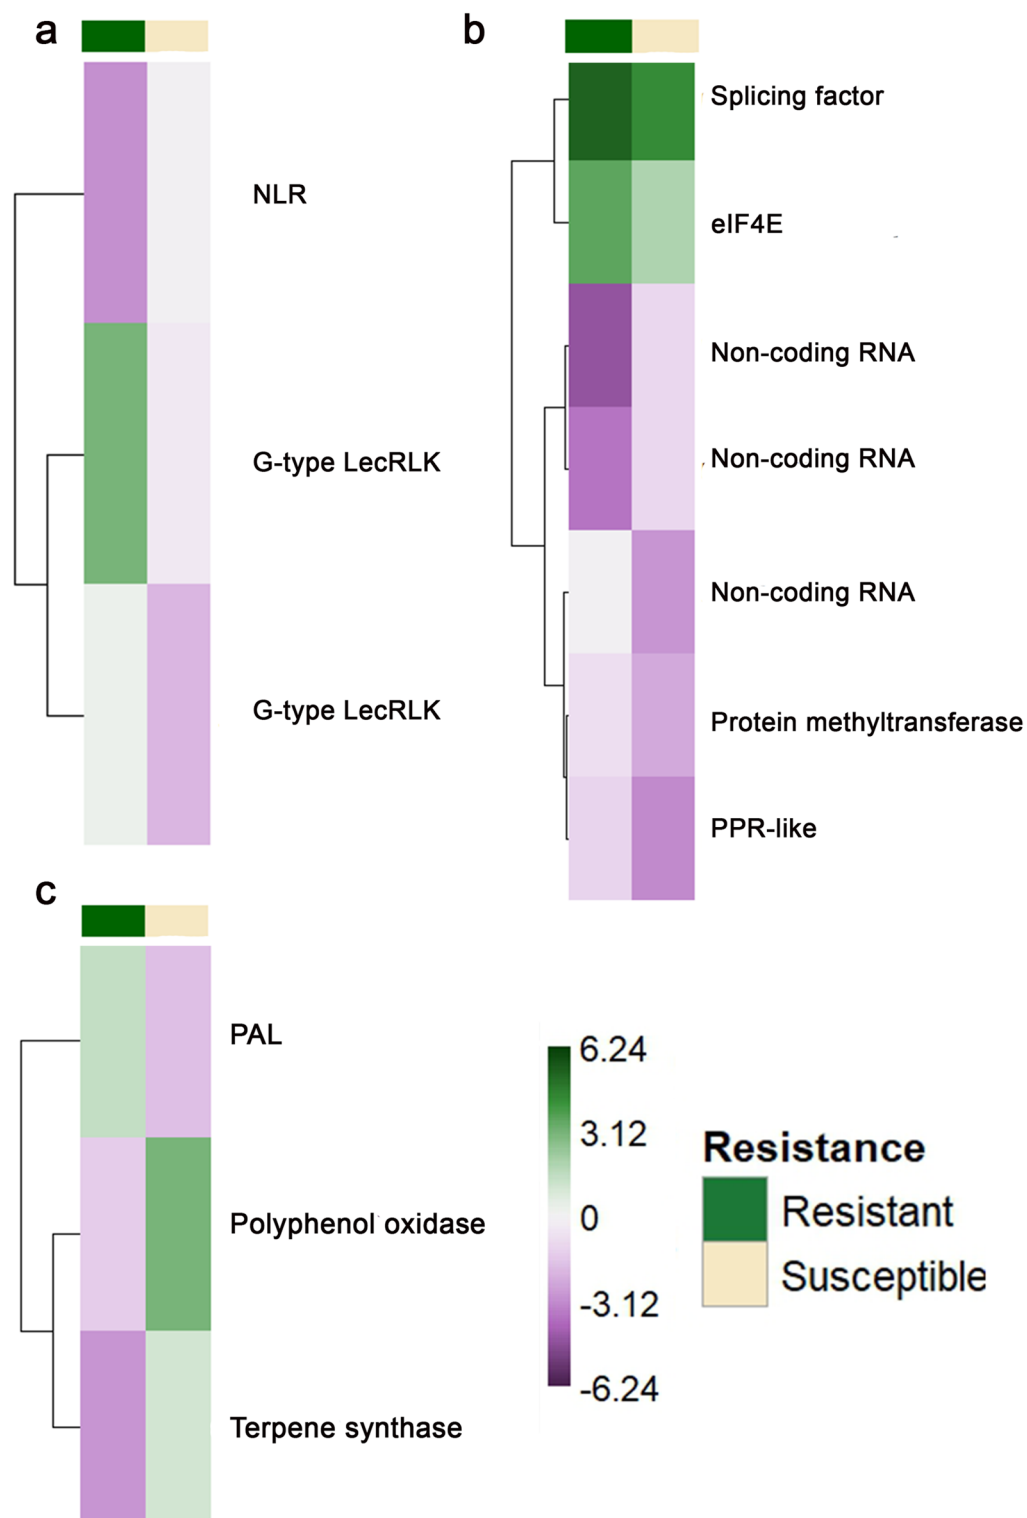 a
NLR
G-type LecRLK
G-type LecRLK
b
Splicing factor
eIF4E
Non-coding RNA
Non-coding RNA
Non-coding RNA
Protein methyltransferase
PPR-like
c
PAL
Polyphenol oxidase
Terpene synthase
6.24
3.12
0
-3.12
-6.24
Resistance
Resistant
Susceptible